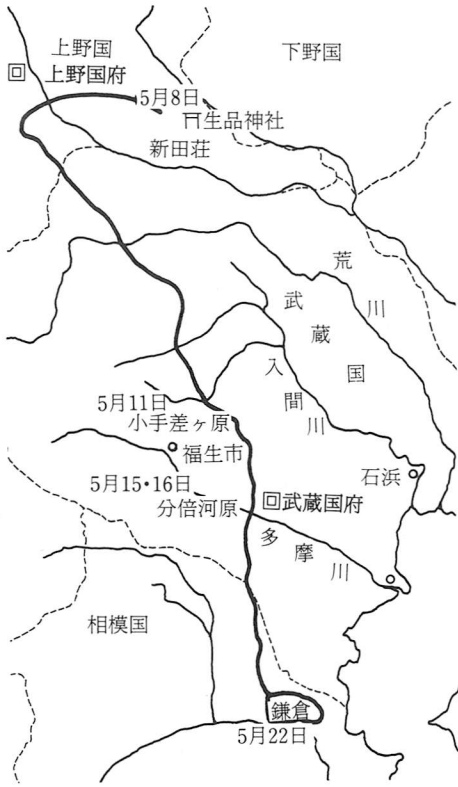 上野国
上野国府
下野国
5月8日
生品神社
新田荘
荒川
武蔵国
入間川
5月11日
小手差ヶ原
福生市
石浜
5月15・16日
武蔵国府
分倍河原
多摩川
相模国
鎌倉
5月22日